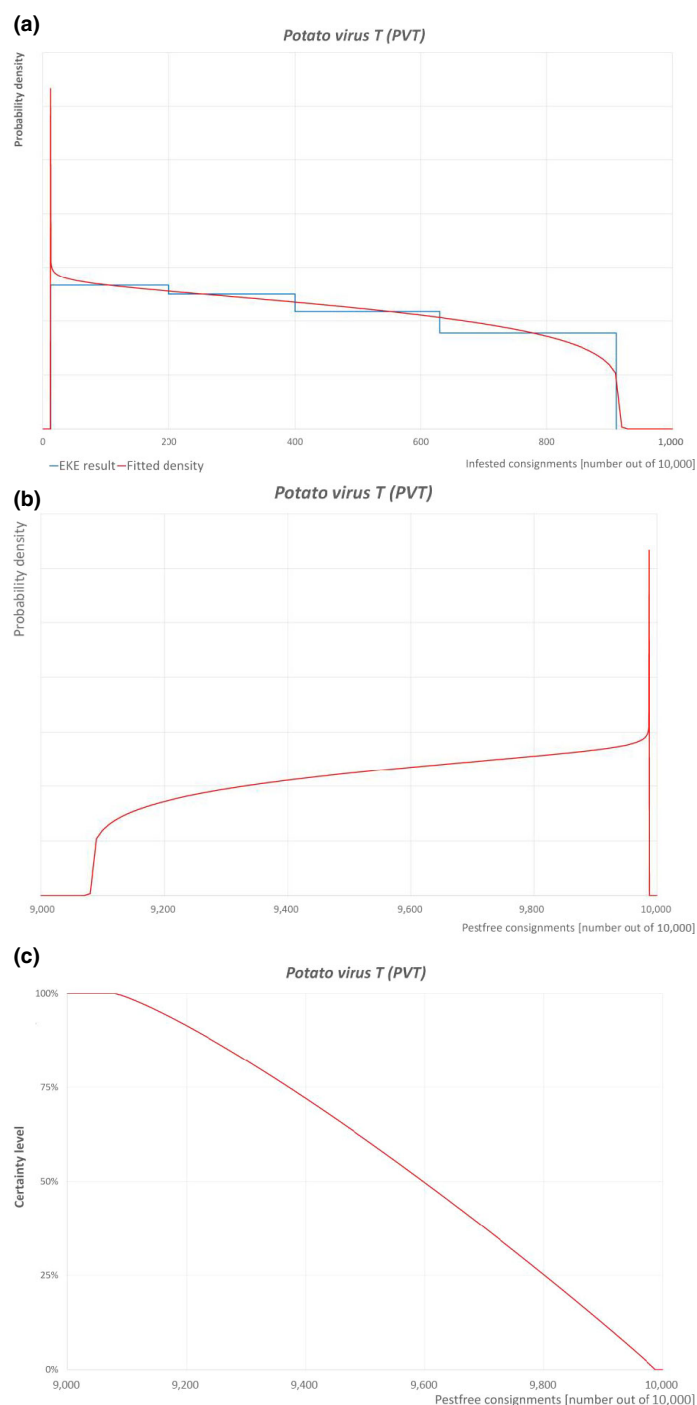 (a)
Potato virus T (PVT)
Probability density
0 200 400 600 800 1,000
EKE result Fitted density Infested consignments [number out of 10,000]
(b)
Potato virus T (PVT)
Probability density
9,000 9,200 9,400 9,600 9,800 10,000
Pestfree consignments [number out of 10,000]
(c)
Potato virus T (PVT)
100%
75%
Certainty level
50%
25%
0%
9,000 9,200 9,400 9,600 9,800 10,000
Pestfree consignments [number out of 10,000]